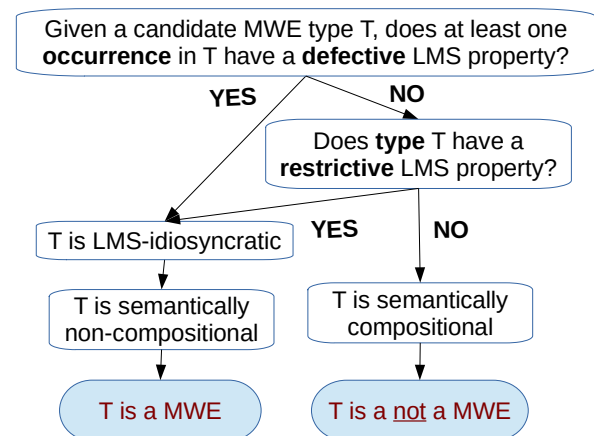 Given a candidate MWE type T, does at least one
occurrence in T have a defective LMS property?
YES
NO
Does type T have a
restrictive LMS property?
T is LMS-idiosyncratic
YES
NO
T is semantically
non-compositional
T is semantically
compositional
T is a MWE
T is a not a MWE